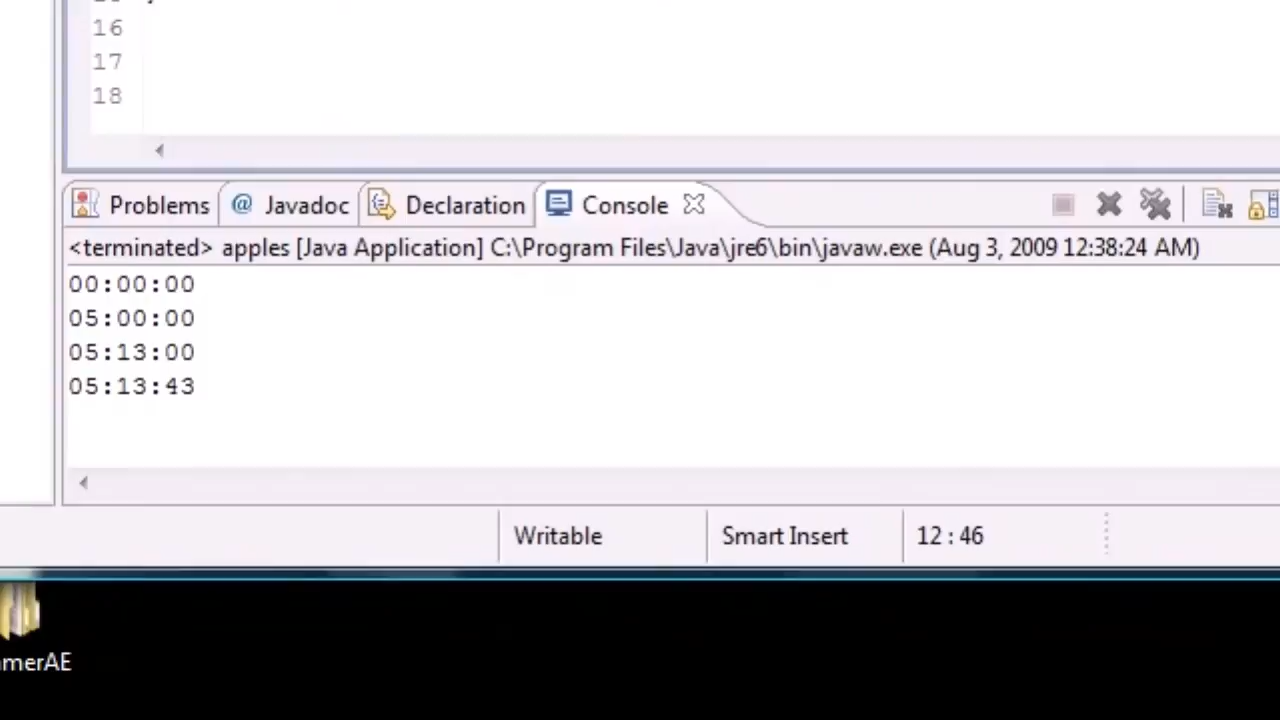 16
17
18
Problems @ Javadoc Declaration Console
<terminated> apples [Java Application] C:\Program Files\Java\jre6\bin\javaw.exe (Aug 3, 2009 12:38:24 AM)
00:00:00
05:00:00
05:13:00
05:13:43
Writable Smart Insert 12 : 46
merAE